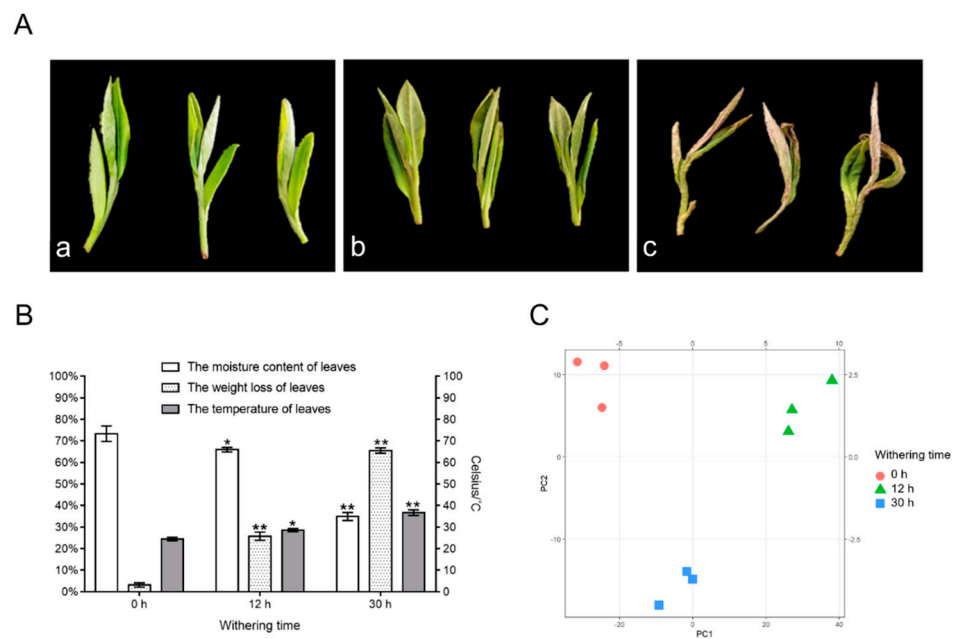 A
a
b
c
B
C
The moisture content of leaves
The weight loss of leaves
The temperature of leaves
100%
90%
80%
70%
60%
50%
40%
30%
20%
10%
0%
100
90
80
70
60
50
40
30
20
10
0
Celsius/°C
*
**
*
**
**
**
0 h
12 h
30 h
Withering time
-5
0
5
10
10
0
-10
2.5
0.0
-2.5
PC2
-20
0
20
40
PC1
Withering time
0 h
12 h
30 h